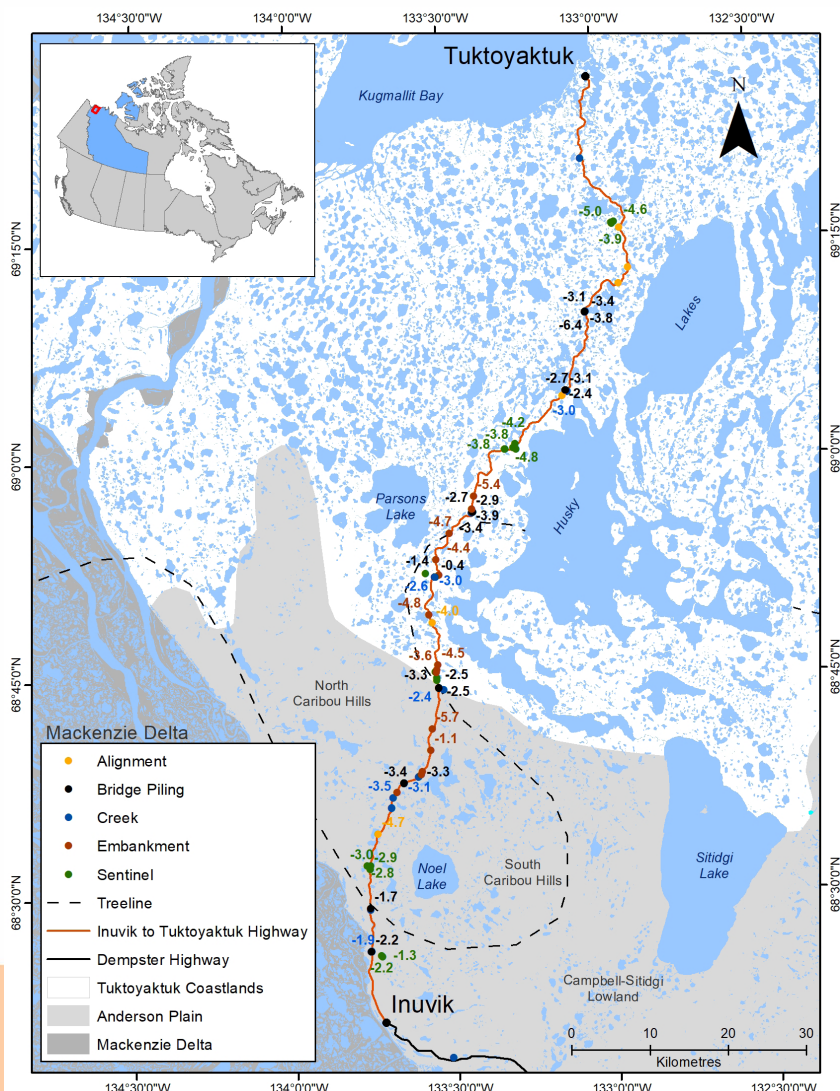 134°30'0"W 134°0'0"W 133°30'0"W 133°0'0"W 132°30'0"W
Tuktoyaktuk
Kugmallit Bay
N
69°15'0"N
69°15'0"N
-5.0
-4.6
-3.9
-3.1
-3.4
-3.8
-6.4
Lakes
-2.7
-3.1
-2.4
-3.0
-4.2
-3.8
-3.8
-4.8
69°0'0"N
69°0'0"N
-5.4
-2.7
-2.9
-3.9
-3.4
Parsons
Lake
Husky
-4.7
-4.4
-1.4
-0.4
-2.6
-3.0
-4.8
-4.0
-3.6
-4.5
-3.3
-2.5
-2.4
-2.5
68°45'0"N
68°45'0"N
North
Caribou Hills
-5.7
-1.1
Mackenzie Delta
Alignment
Bridge Piling
Creek
Embankment
Sentinel
Treeline
Inuvik to Tuktoyaktuk Highway
Dempster Highway
Tuktoyaktuk Coastlands
Anderson Plain
Mackenzie Delta
-3.4
-3.3
-3.5
-3.1
-4.7
-3.0
-2.9
-2.8
Noel
Lake
South
Caribou Hills
Sitidgi
Lake
68°30'0"N
68°30'0"N
-1.7
-1.9
-2.2
-1.3
-2.2
Campbell-Sitidgi
Lowland
Inuvik
0 10 20 30
Kilometres
134°30'0"W 134°0'0"W 133°30'0"W 133°0'0"W 132°30'0"W